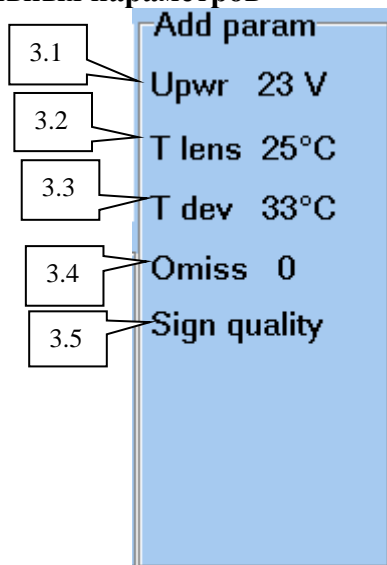 параметров
Add param
3.1
Upwr 23 V
3.2
T lens 25°C
3.3
T dev 33°C
3.4
Omiss 0
3.5
Sign quality